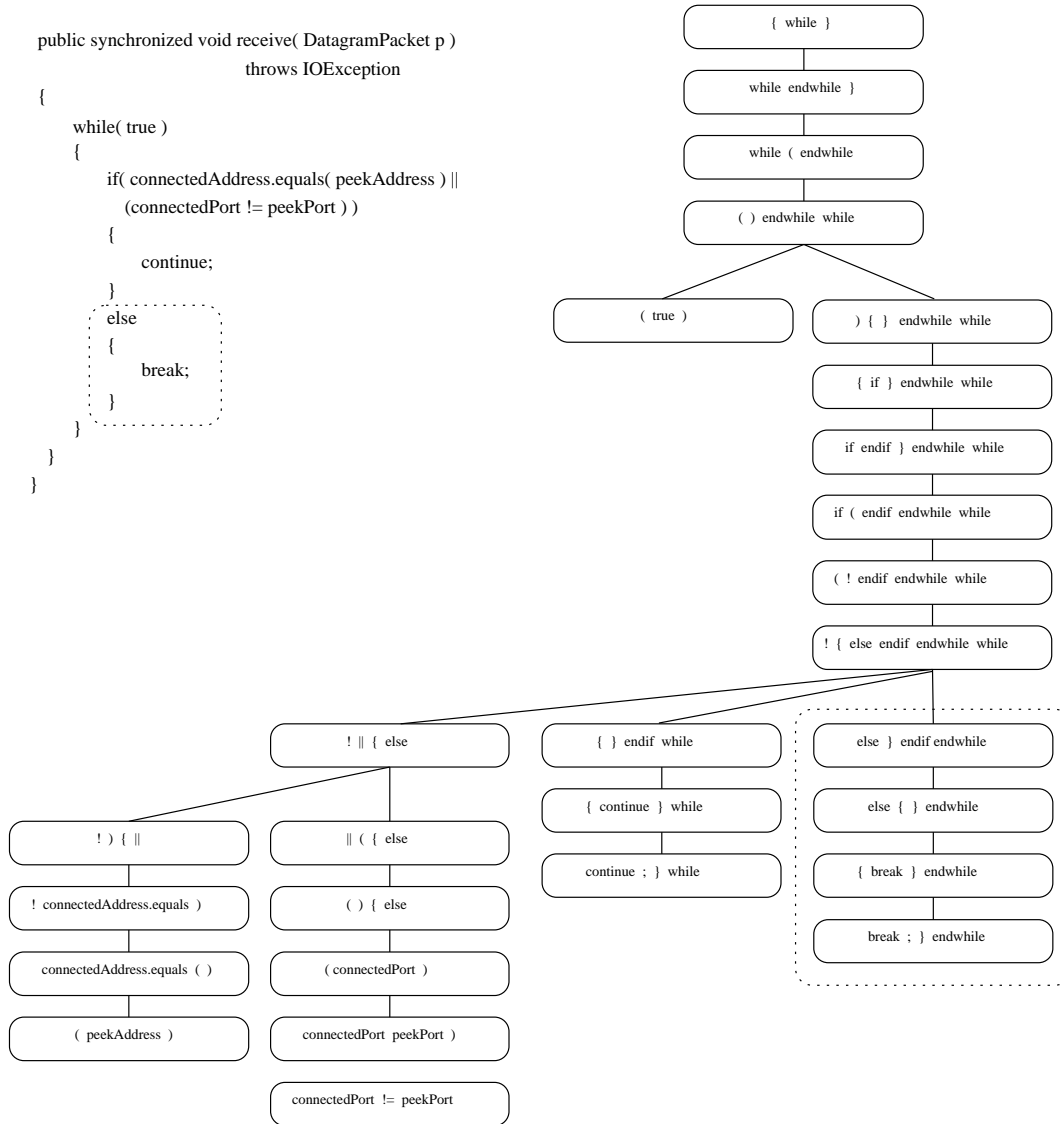 public synchronized void receive( DatagramPacket p )
throws IOException
{
while( true )
{
if( connectedAddress.equals( peekAddress ) ||
(connectedPort != peekPort ) )
{
continue;
}
else
{
break;
}
}
}
}
{ while }
while endwhile }
while ( endwhile
( ) endwhile while
( true )
) { } endwhile while
{ if } endwhile while
if endif } endwhile while
if ( endif endwhile while
( ! endif endwhile while
! { else endif endwhile while
! || { else
{ } endif while
else } endif endwhile
{ continue } while
else { } endwhile
! ) { ||
|| ( { else
continue ; } while
{ break } endwhile
! connectedAddress.equals )
( ) { else
break ; } endwhile
connectedAddress.equals ( )
( connectedPort )
( peekAddress )
connectedPort peekPort )
connectedPort != peekPort